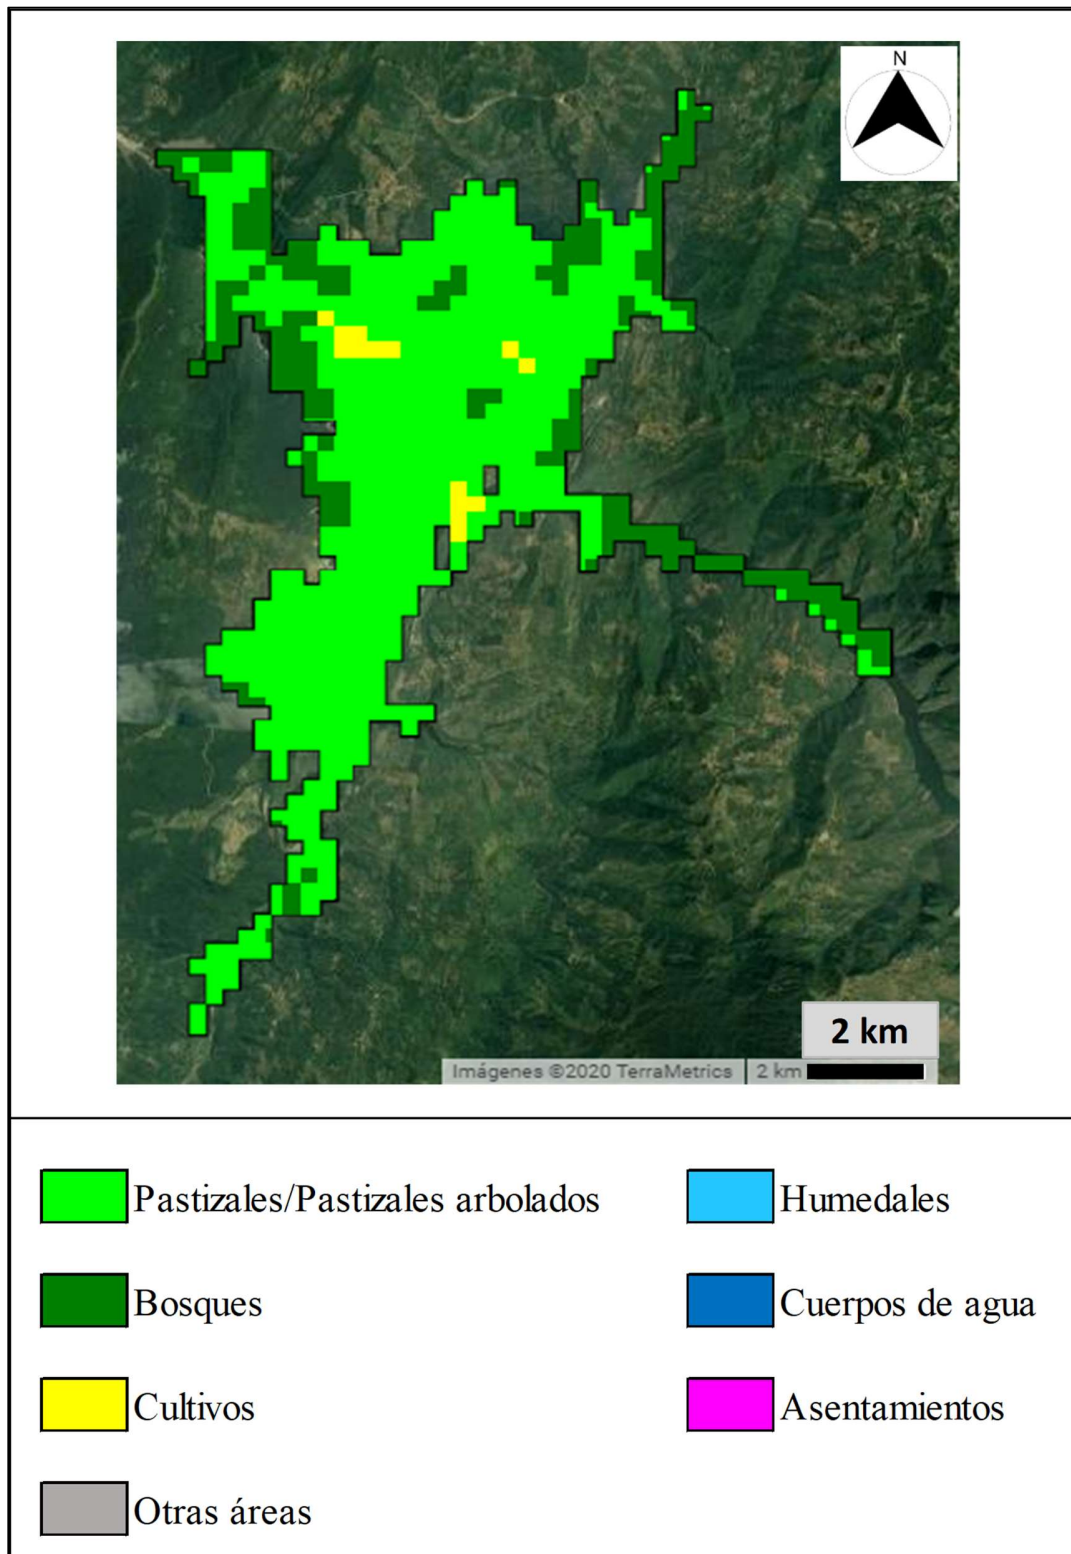 N
2 km
Imágenes ©2020 TerraMetrics 2 km
Pastizales/Pastizales arbolados
Humedales
Bosques
Cuerpos de agua
Cultivos
Asentamientos
Otras áreas